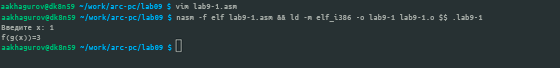 aakhagurov@dk8n59 ~/work/arc-pc/lab09 $ vim lab9-1.asm
aakhagurov@dk8n59 ~/work/arc-pc/lab09 $ nasm -f elf lab9-1.asm && ld -m elf_i386 -o lab9-1 lab9-1.o $$ .lab9-1
Введите x: 1
f(g(x))=3
aakhagurov@dk8n59 ~/work/arc-pc/lab09 $